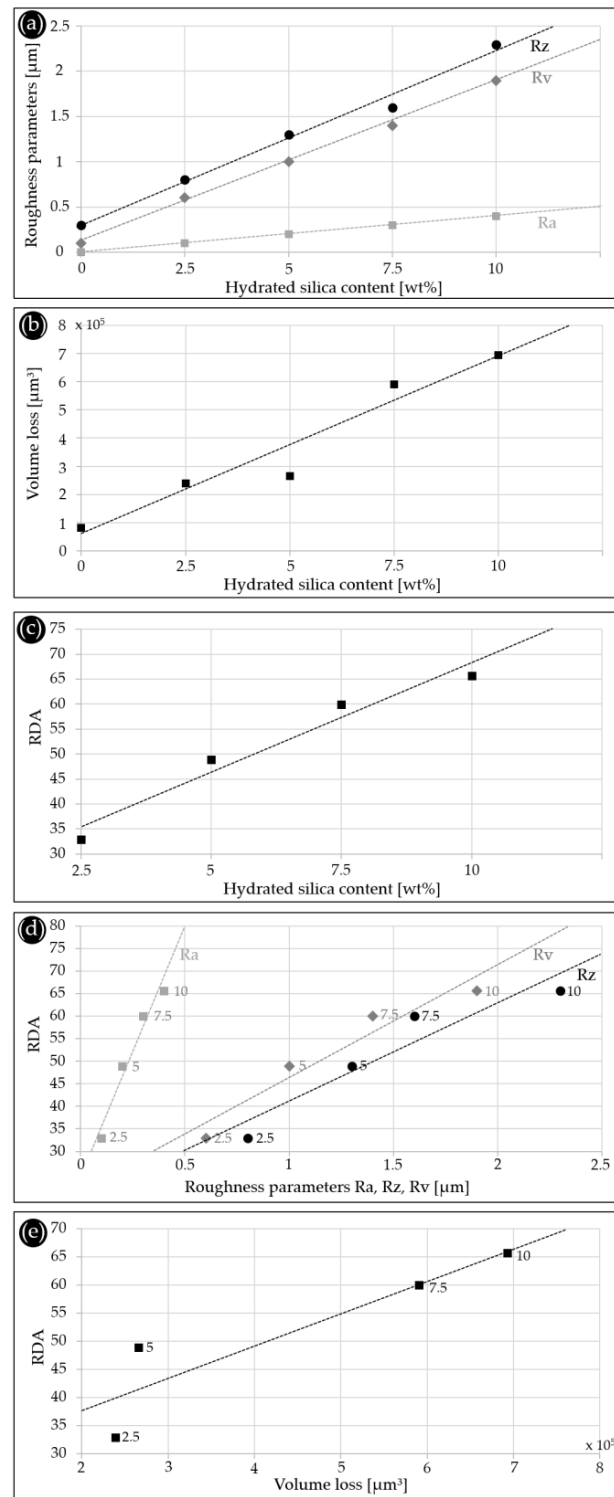 (a)
Roughness parameters [µm]
2.5
2
1.5
1
0.5
0
Rz
Rv
Ra
0 2.5 5 7.5 10
Hydrated silica content [wt%]
(b)
x 10⁵
Volume loss [µm³]
8
7
6
5
4
3
2
1
0
0 2.5 5 7.5 10
Hydrated silica content [wt%]
(c)
RDA
75
70
65
60
55
50
45
40
35
30
2.5 5 7.5 10
Hydrated silica content [wt%]
(d)
RDA
80
75
70
65
60
55
50
45
40
35
30
Ra
Rv
Rz
10 10 10
7.5 7.5 7.5
5 5 5
2.5 2.5 2.5
0 0.5 1 1.5 2 2.5
Roughness parameters Ra, Rz, Rv [µm]
(e)
RDA
70
65
60
55
50
45
40
35
30
10
7.5
5
2.5
x 10⁵
2 3 4 5 6 7 8
Volume loss [µm³]